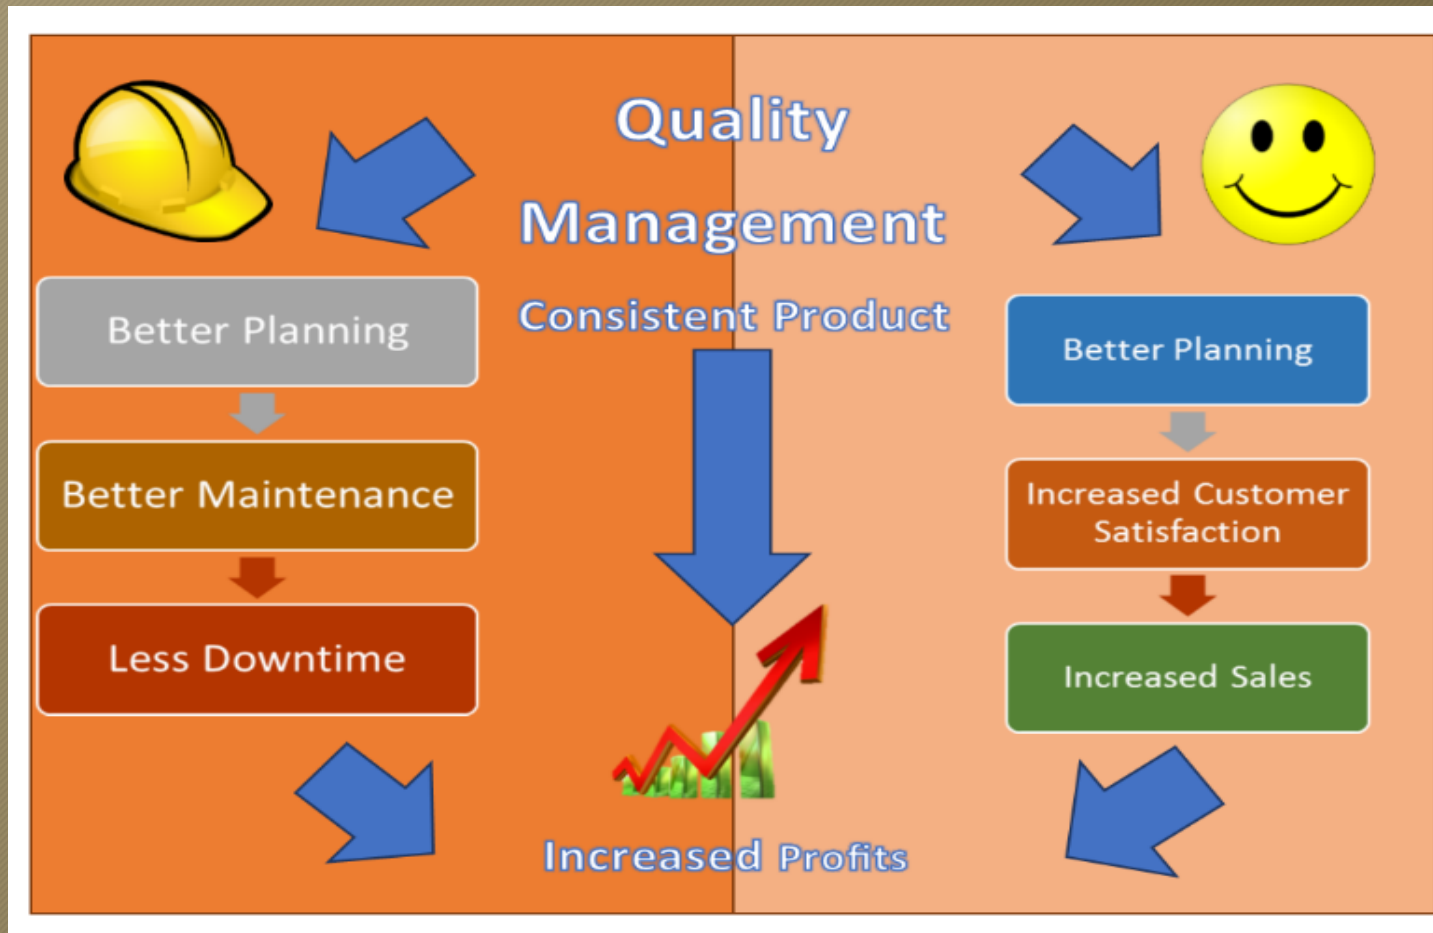 Quality
Management
Consistent Product
Better Planning
Better Maintenance
Less Downtime
Better Planning
Increased Customer
Satisfaction
Increased Sales
Increased Profits